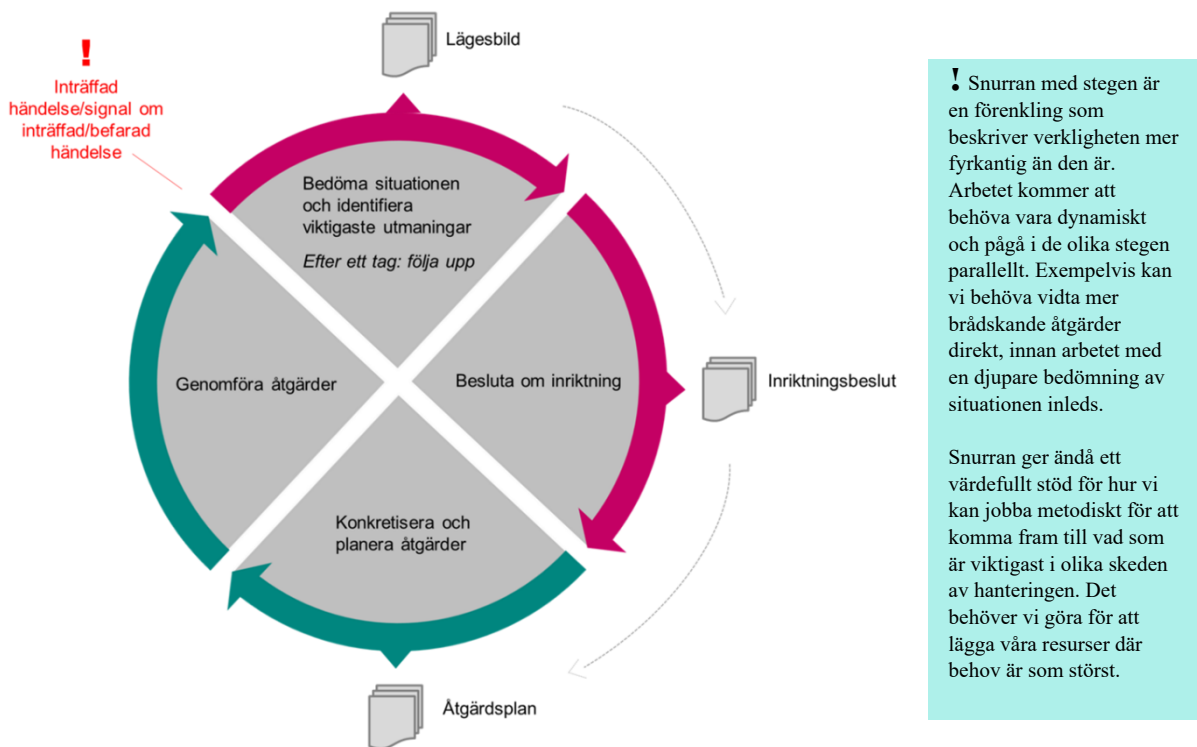 Lägesbild
!
Inträffad
händelse/signal om
inträffad/befarad
händelse
Bedöma situationen
och identifiera
viktigaste utmaningar
Efter ett tag: följa upp
Genomföra åtgärder
Besluta om inriktning
Inriktningsbeslut
Konkretisera och
planera åtgärder
Åtgärdsplan
! Snurran med stegen är
en förenkling som
beskriver verkligheten mer
fyrkantig än den är.
Arbetet kommer att
behöva vara dynamiskt
och pågå i de olika stegen
parallellt. Exempelvis kan
vi behöva vidta mer
brådskande åtgärder
direkt, innan arbetet med
en djupare bedömning av
situationen inleds.
Snurran ger ändå ett
värdefullt stöd för hur vi
kan jobba metodiskt för att
komma fram till vad som
är viktigast i olika skeden
av hanteringen. Det
behöver vi göra för att
lägga våra resurser där
behov är som störst.